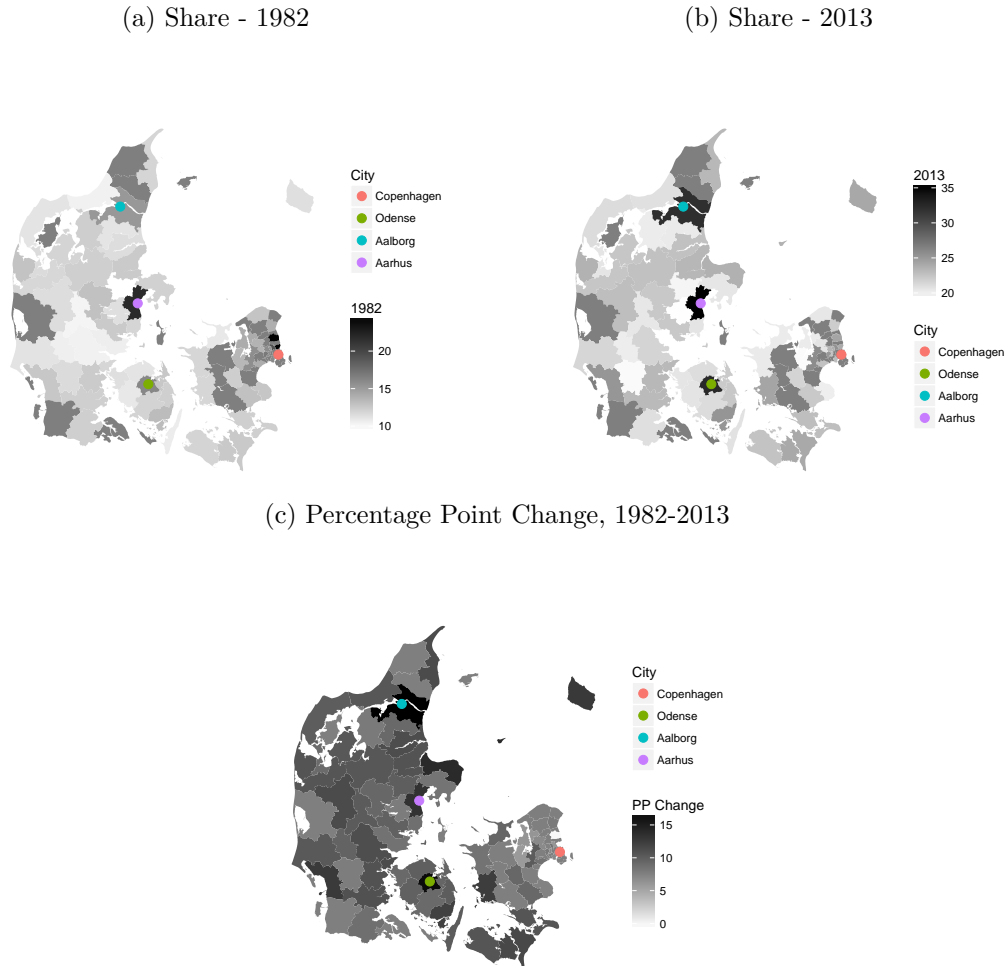 (a) Share - 1982
City
Copenhagen
Odense
Aalborg
Aarhus
1982
20
15
10
(b) Share - 2013
2013
35
30
25
20
City
Copenhagen
Odense
Aalborg
Aarhus
(c) Percentage Point Change, 1982-2013
City
Copenhagen
Odense
Aalborg
Aarhus
PP Change
15
10
5
0